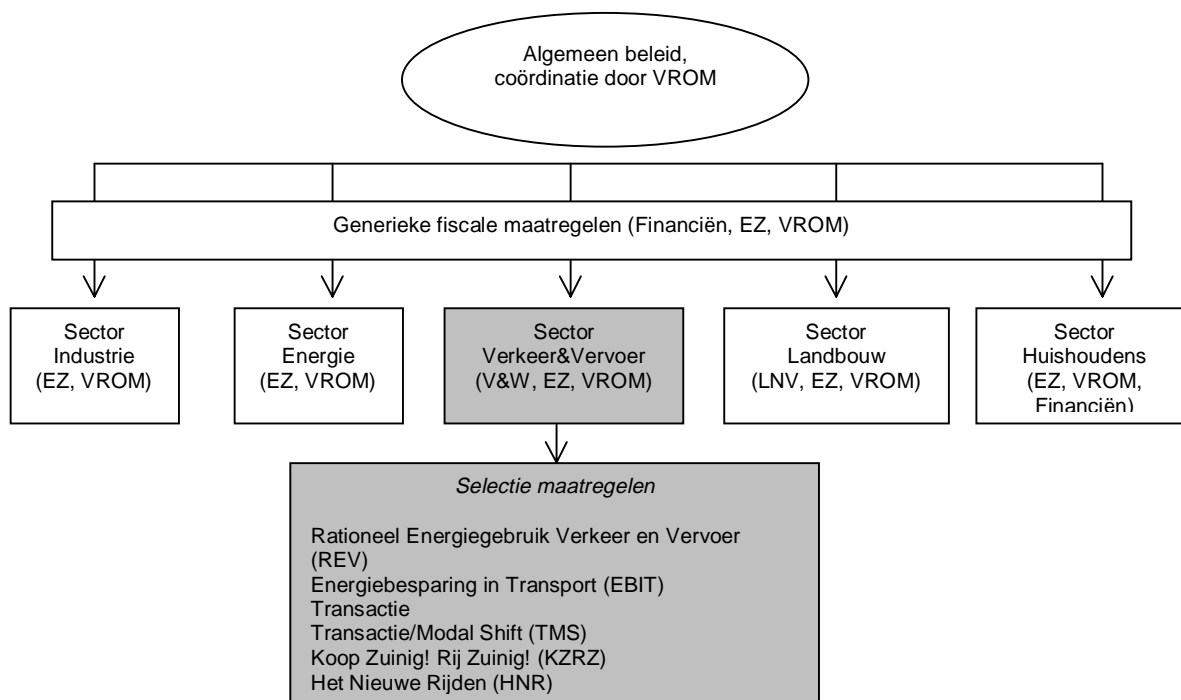 Algemeen beleid,
coördinatie door VROM
Generieke fiscale maatregelen (Financiën, EZ, VROM)
Sector
Industrie
(EZ, VROM)
Sector
Energie
(EZ, VROM)
Sector
Verkeer&Vervoer
(V&W, EZ, VROM)
Sector
Landbouw
(LNV, EZ, VROM)
Sector
Huishoudens
(EZ, VROM,
Financiën)
Selectie maatregelen
Rationeel Energiegebruik Verkeer en Vervoer
(REV)
Energiebesparing in Transport (EBIT)
Transactie
Transactie/Modal Shift (TMS)
Koop Zuinig! Rij Zuinig! (KZRZ)
Het Nieuwe Rijden (HNR)